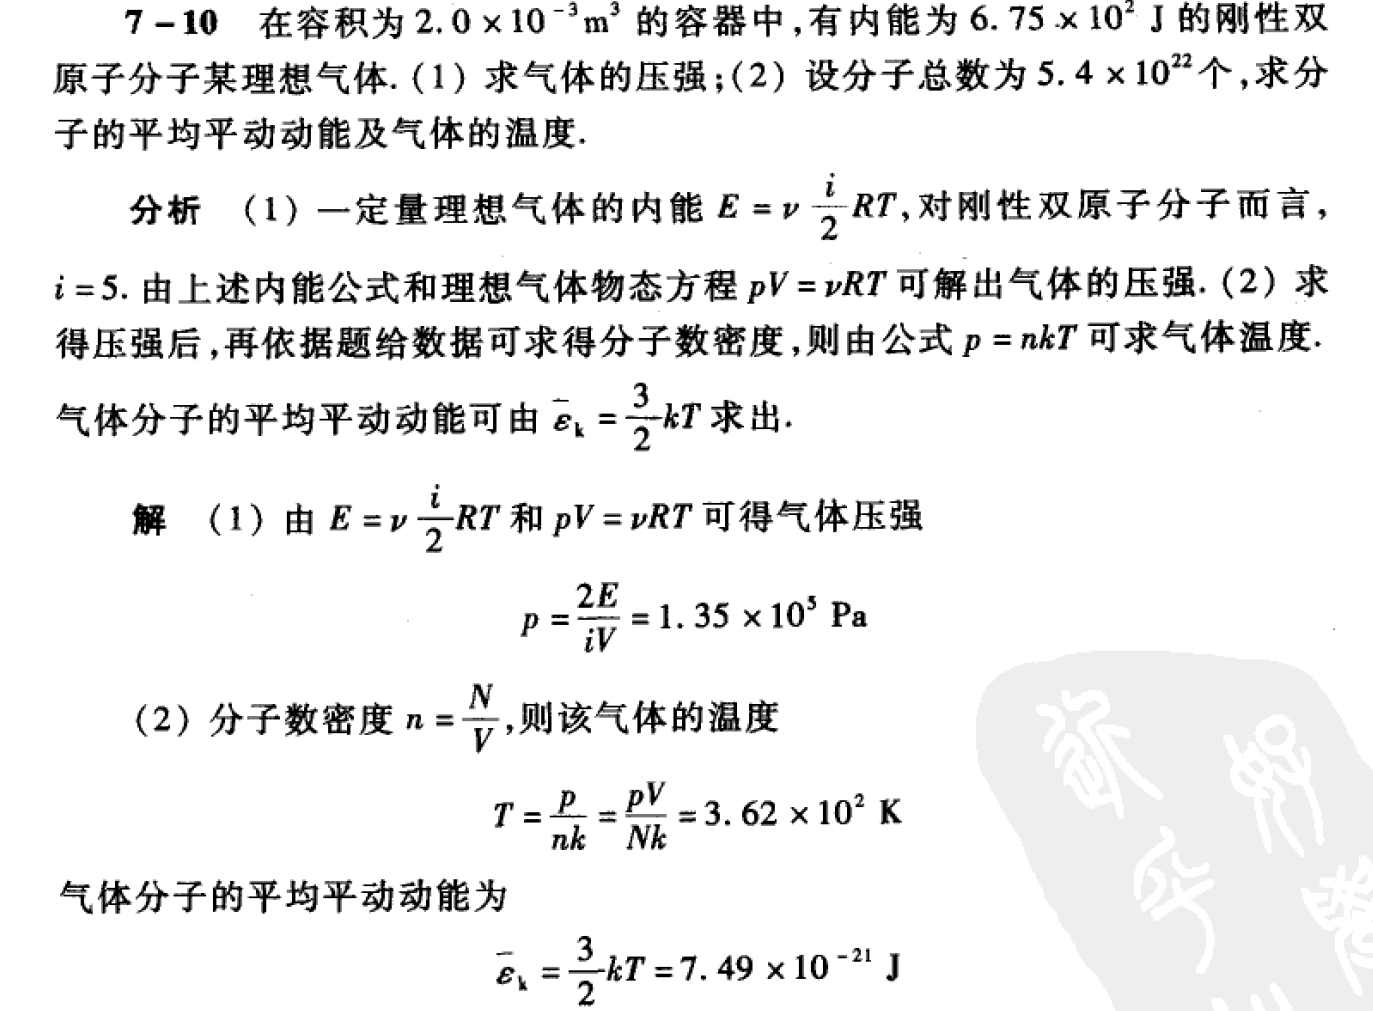 7-10 在容积为 2.0×10⁻³m³ 的容器中,有内能为 6.75×10² J 的刚性双
原子分子某理想气体.(1) 求气体的压强;(2) 设分子总数为 5.4×10²²个,求分
子的平均平动动能及气体的温度.
分析 (1) 一定量理想气体的内能 E = ν i/2 RT,对刚性双原子分子而言,
i=5.由上述内能公式和理想气体物态方程 pV=νRT 可解出气体的压强.(2) 求
得压强后,再依据题给数据可求得分子数密度,则由公式 p=nkT 可求气体温度.
气体分子的平均平动动能可由 ε̄ₖ = 3/2 kT 求出.
解 (1) 由 E = ν i/2 RT 和 pV=νRT 可得气体压强
p = 2E/iV = 1.35×10⁵ Pa
(2) 分子数密度 n = N/V,则该气体的温度
T = p/nk = pV/Nk = 3.62×10² K
气体分子的平均平动动能为
ε̄ₖ = 3/2 kT = 7.49×10⁻²¹ J